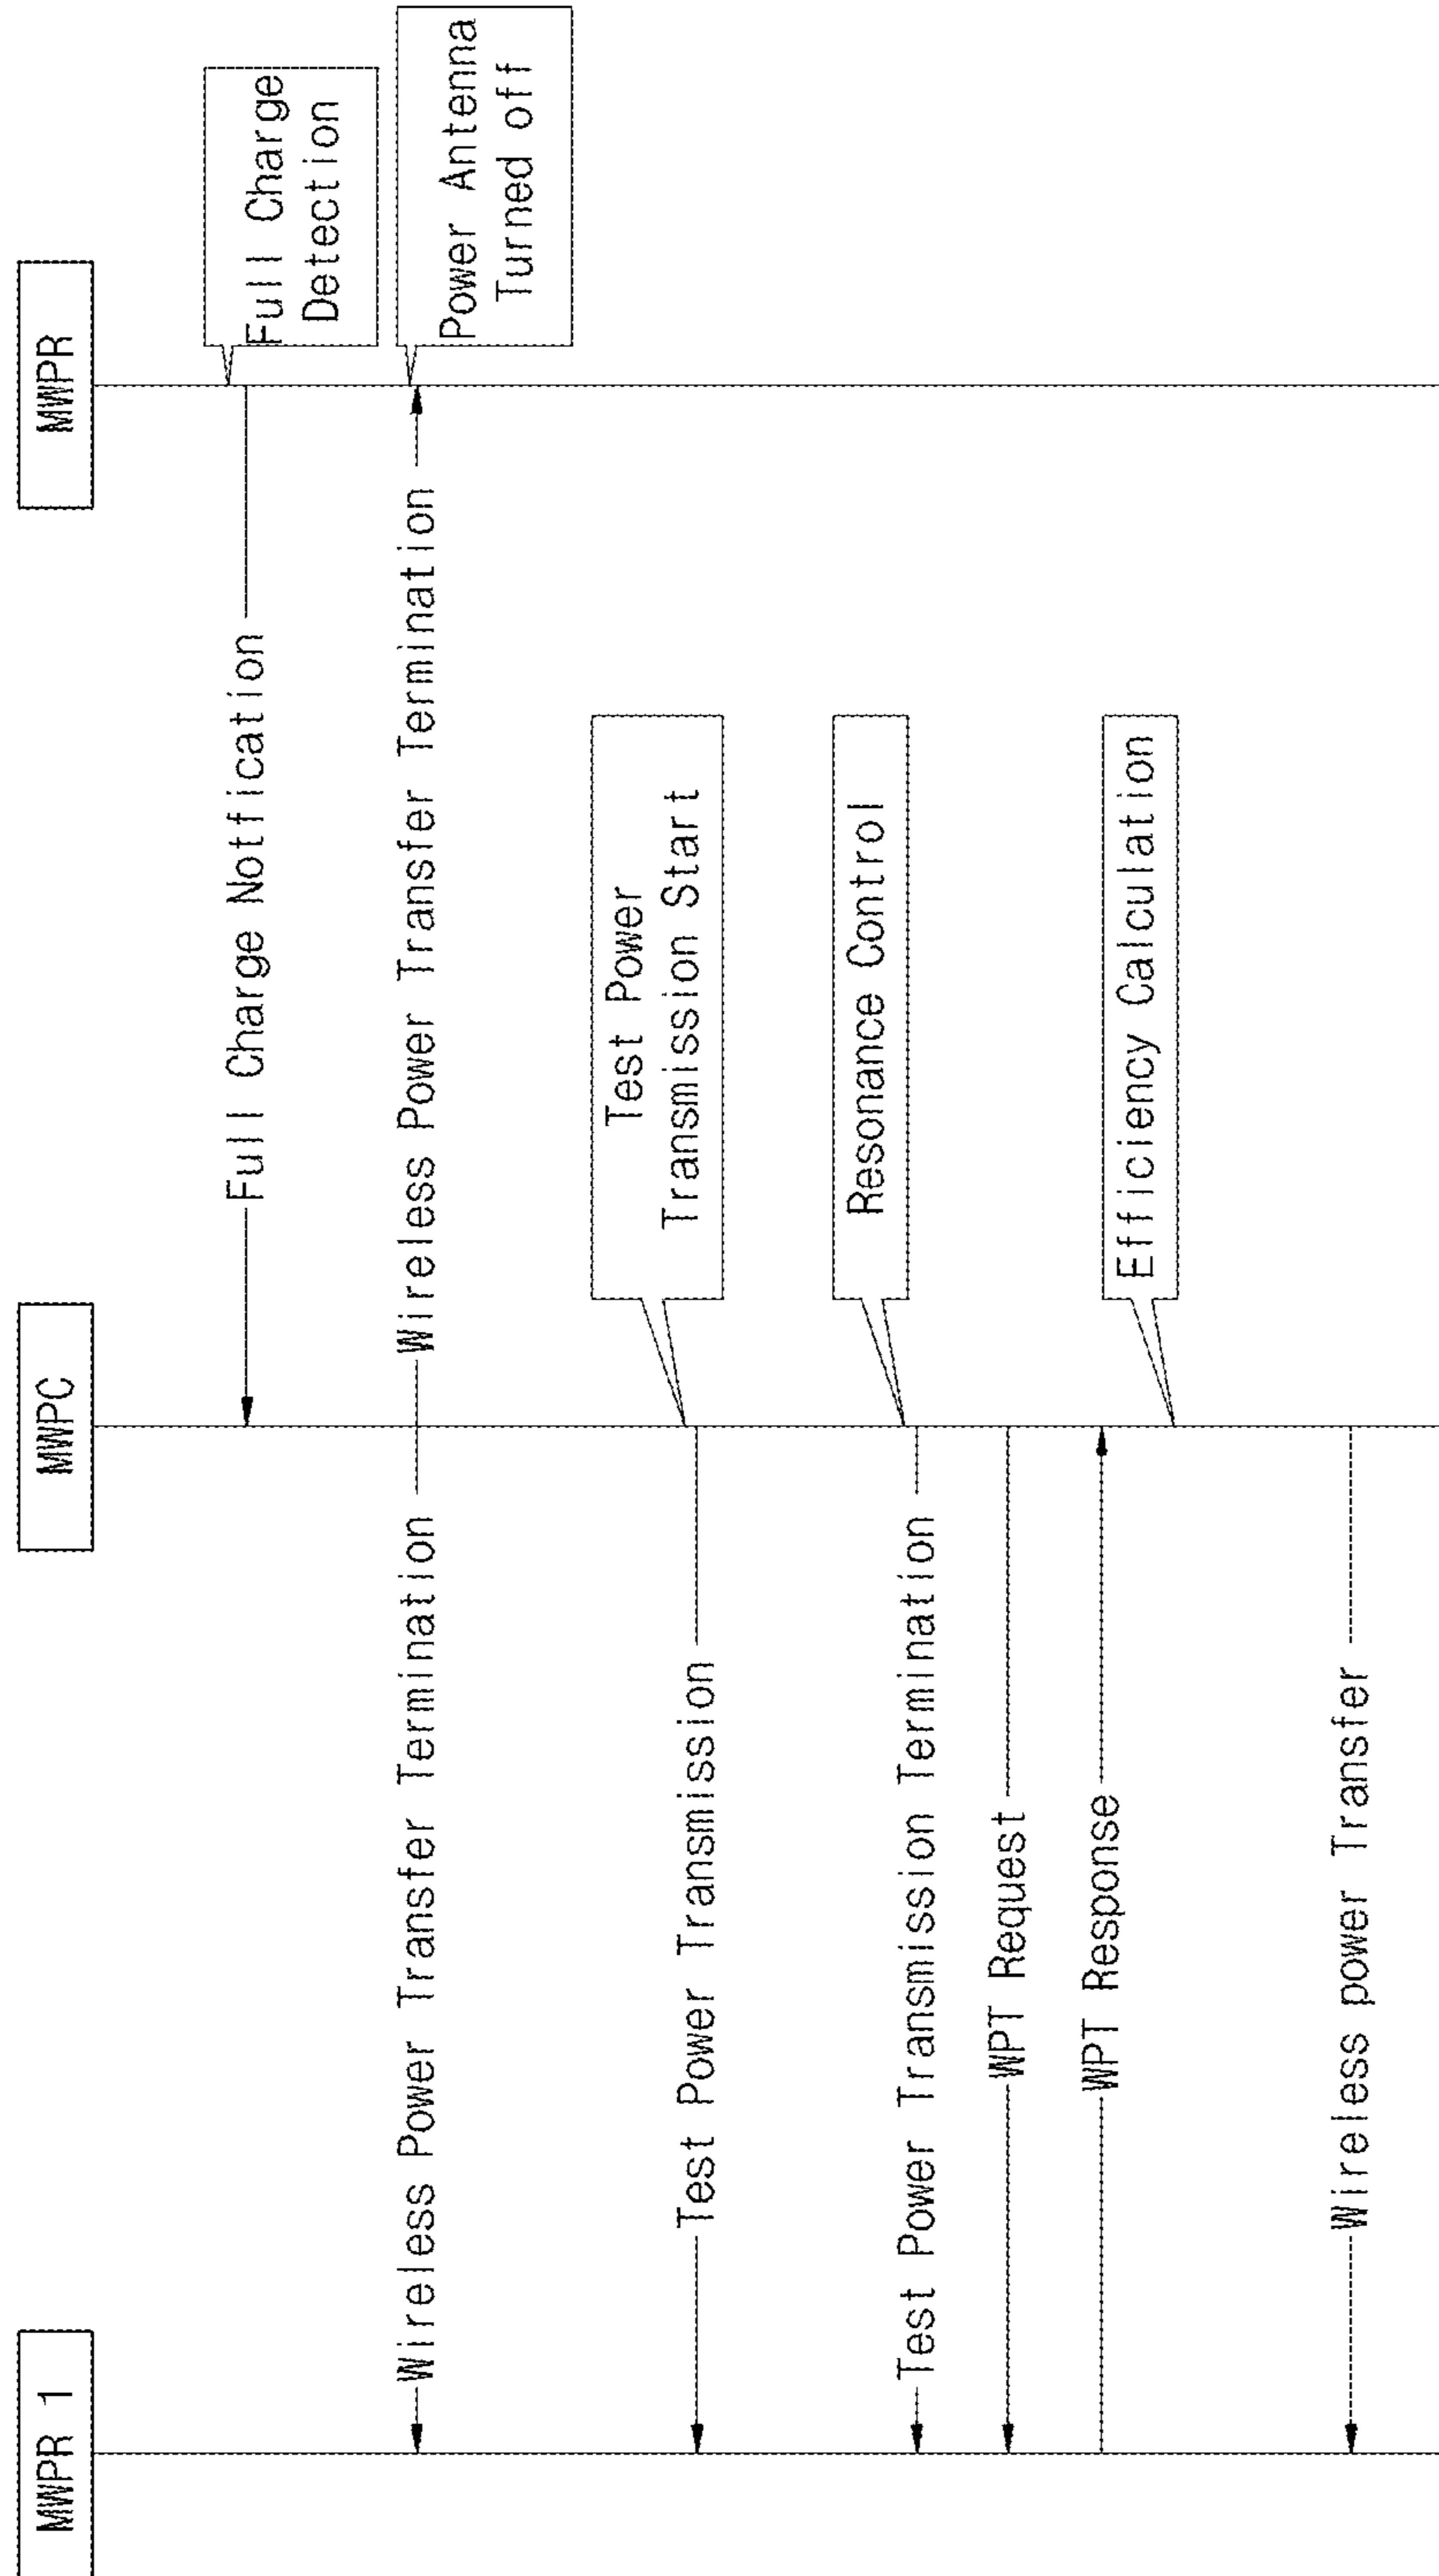 MWPR 1
MWPC
MWPR
Full Charge
Detection
Full Charge Notfication
Power Antenna
Turned off
Wireless Power Transfer Termination
Wireless Power Transfer Termination
Test Power
Transmission Start
Test Power Transmission
Resonance Control
Test Power Transmission Termination
WPT Request
WPT Response
Efficiency Calculation
Wireless power Transfer